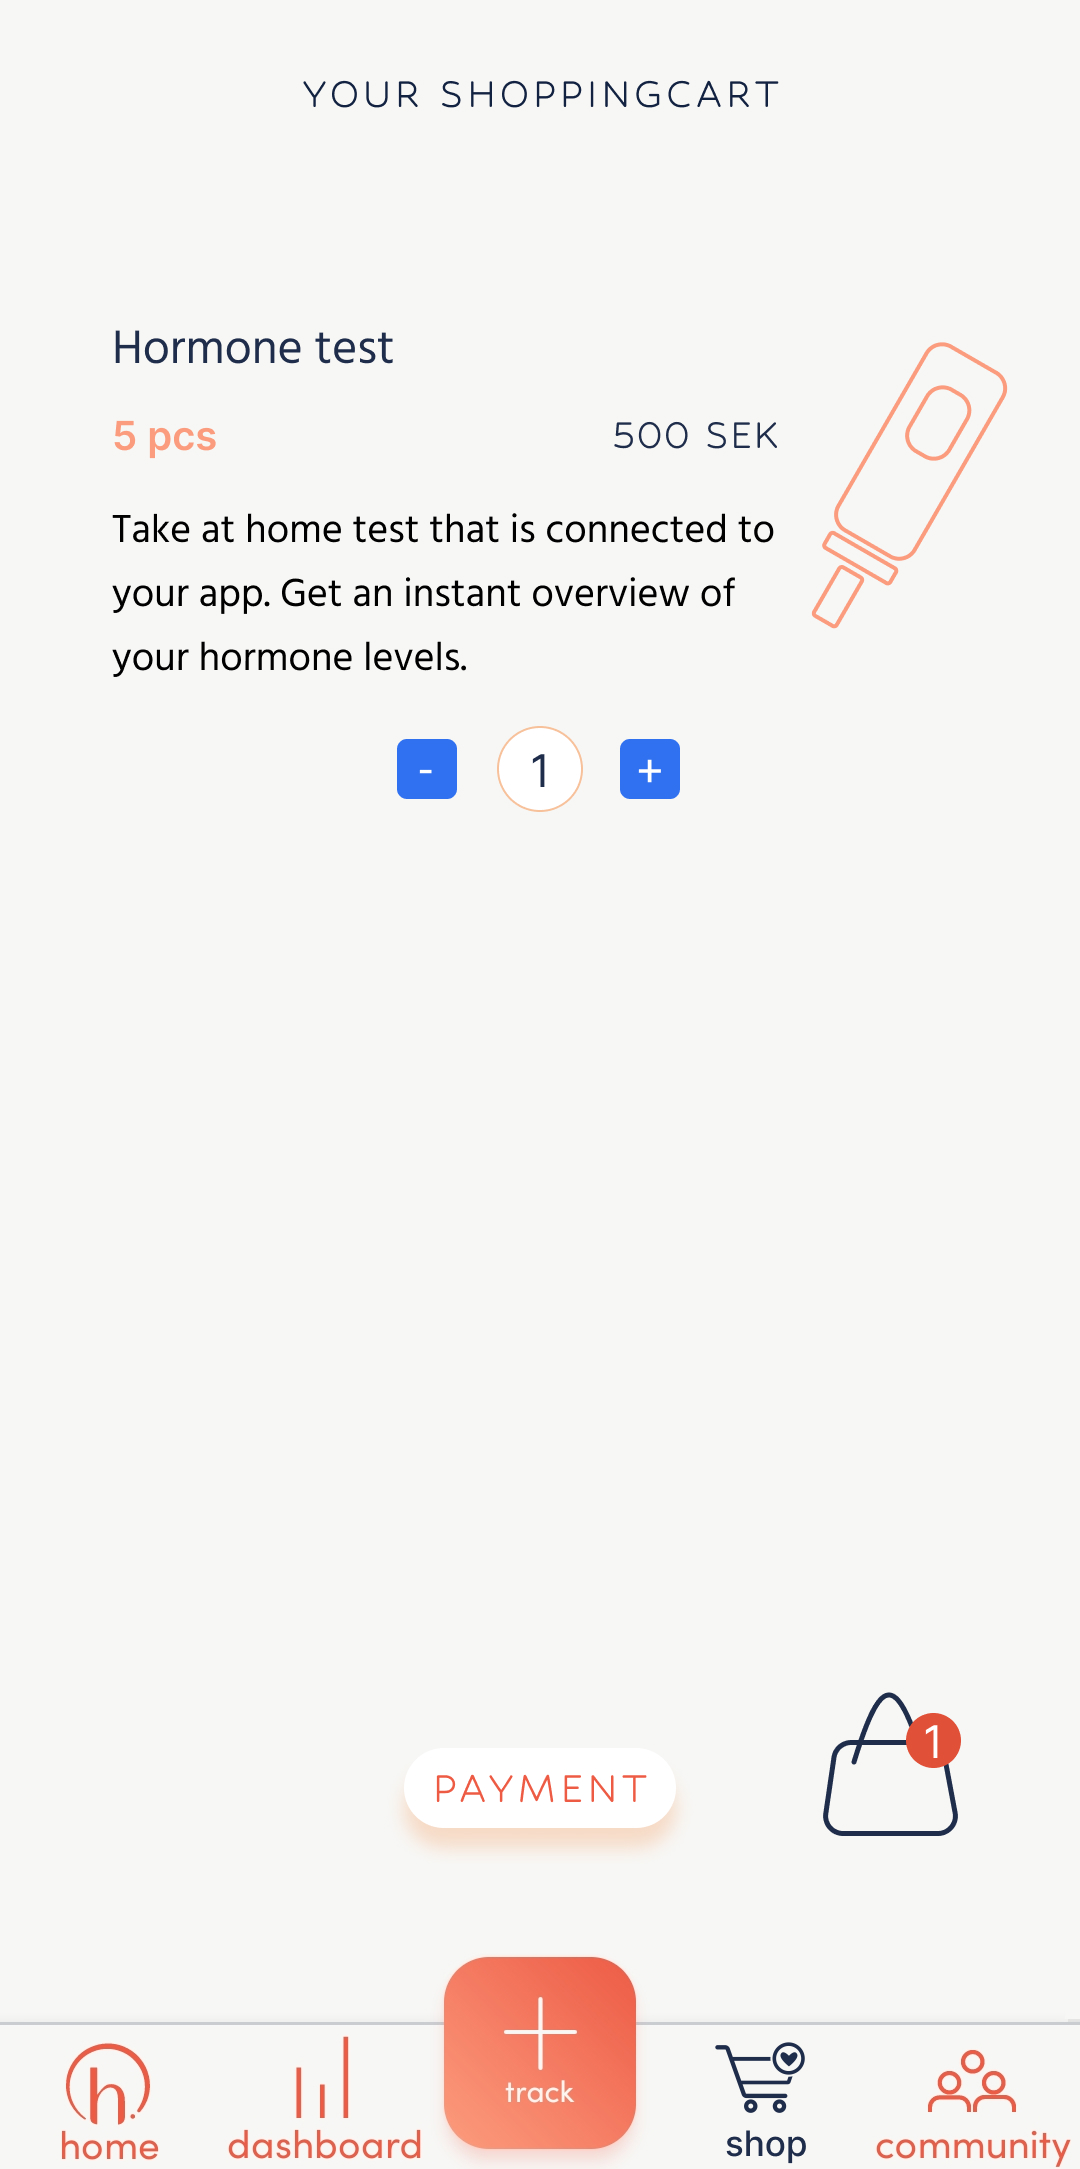 YOUR SHOPPINGCART
Hormone test
5 pcs
500 SEK
Take at home test that is connected to
your app. Get an instant overview of
your hormone levels.
- 1 +
PAYMENT
1
h.
track
home
dashboard
shop
community